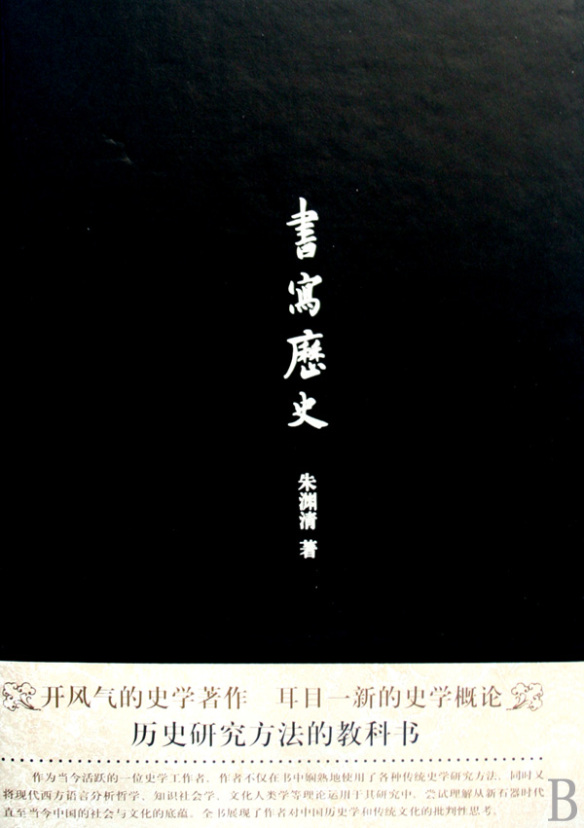 書寫歷史
朱渊清 著
开风气的史学著作 耳目一新的史学概论
历史研究方法的教科书
作为当今活跃的一位史学工作者，作者不仅在书中娴熟地使用了各种传统史学研究方法，同时又
将现代西方语言分析哲学、知识社会学、文化人类学等理论运用于其研究中，尝试理解从新石器时代
直至当今中国的社会与文化的底蕴，全书展现了作者对中国历史学和传统文化的批判性思考。
B